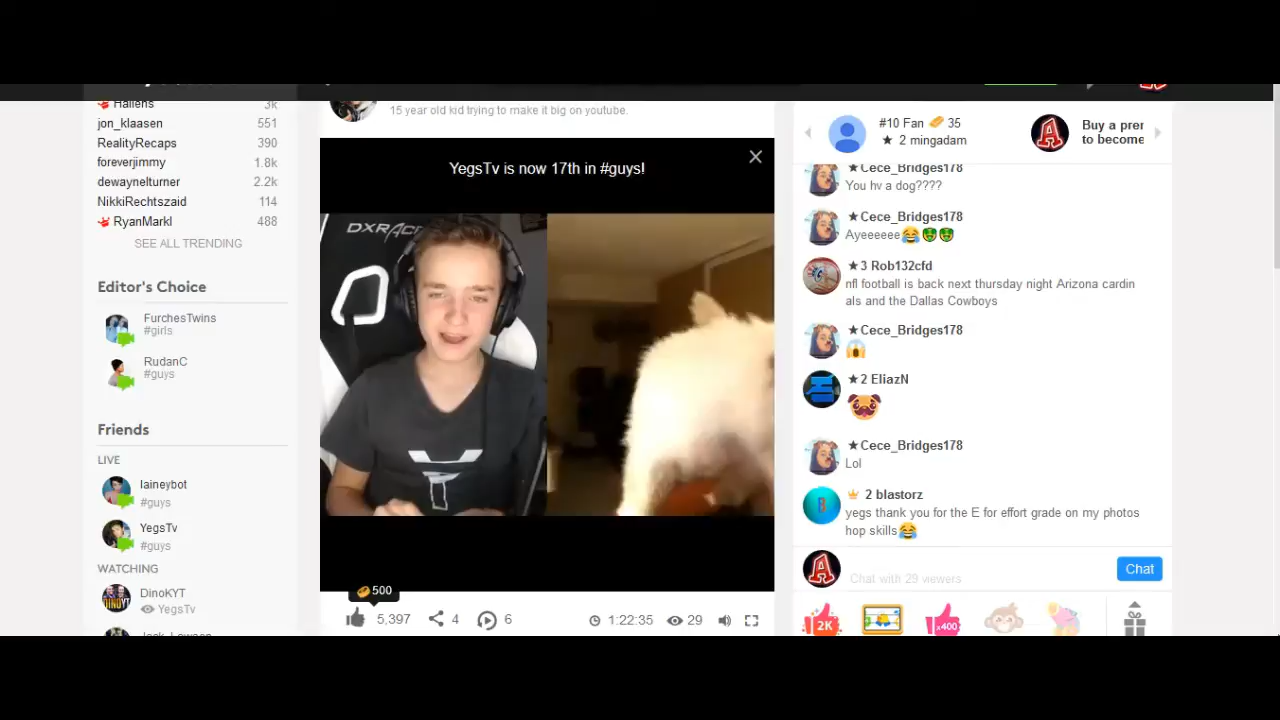 Hallens 3k
jon_klaasen 551
RealityRecaps 390
foreverjimmy 1.8k
dewaynelturner 2.2k
NikkiRechtszaid 114
RyanMarkl 488
SEE ALL TRENDING
Editor's Choice
FurchesTwins
#girls
RudanC
#guys
Friends
LIVE
laineybot
#guys
YegsTv
#guys
WATCHING
DinoKYT
YegsTv
15 year old kid trying to make it big on youtube.
YegsTv is now 17th in #guys!
500
5,397 4 6 1:22:35 29
#10 Fan 35
★ 2 mingadam
Buy a
to become
★Cece_Bridges178
You hv a dog????
★Cece_Bridges178
Ayeeeeee😂🤑🤑
★3 Rob132cfd
nfl football is back next thursday night Arizona cardin
als and the Dallas Cowboys
★Cece_Bridges178
😱
★2 EliazN
★Cece_Bridges178
Lol
2 blastorz
yegs thank you for the E for effort grade on my photos
hop skills😂
Chat with 29 viewers
Chat
2K
x400